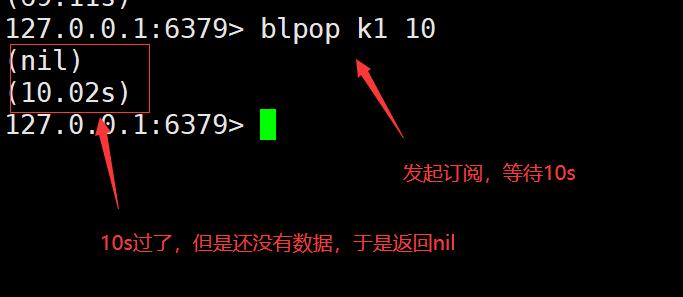 127.0.0.1:6379> blpop k1 10
(nil)
(10.02s)
127.0.0.1:6379>
发起订阅，等待10s
10s过了，但是还没有数据，于是返回nil